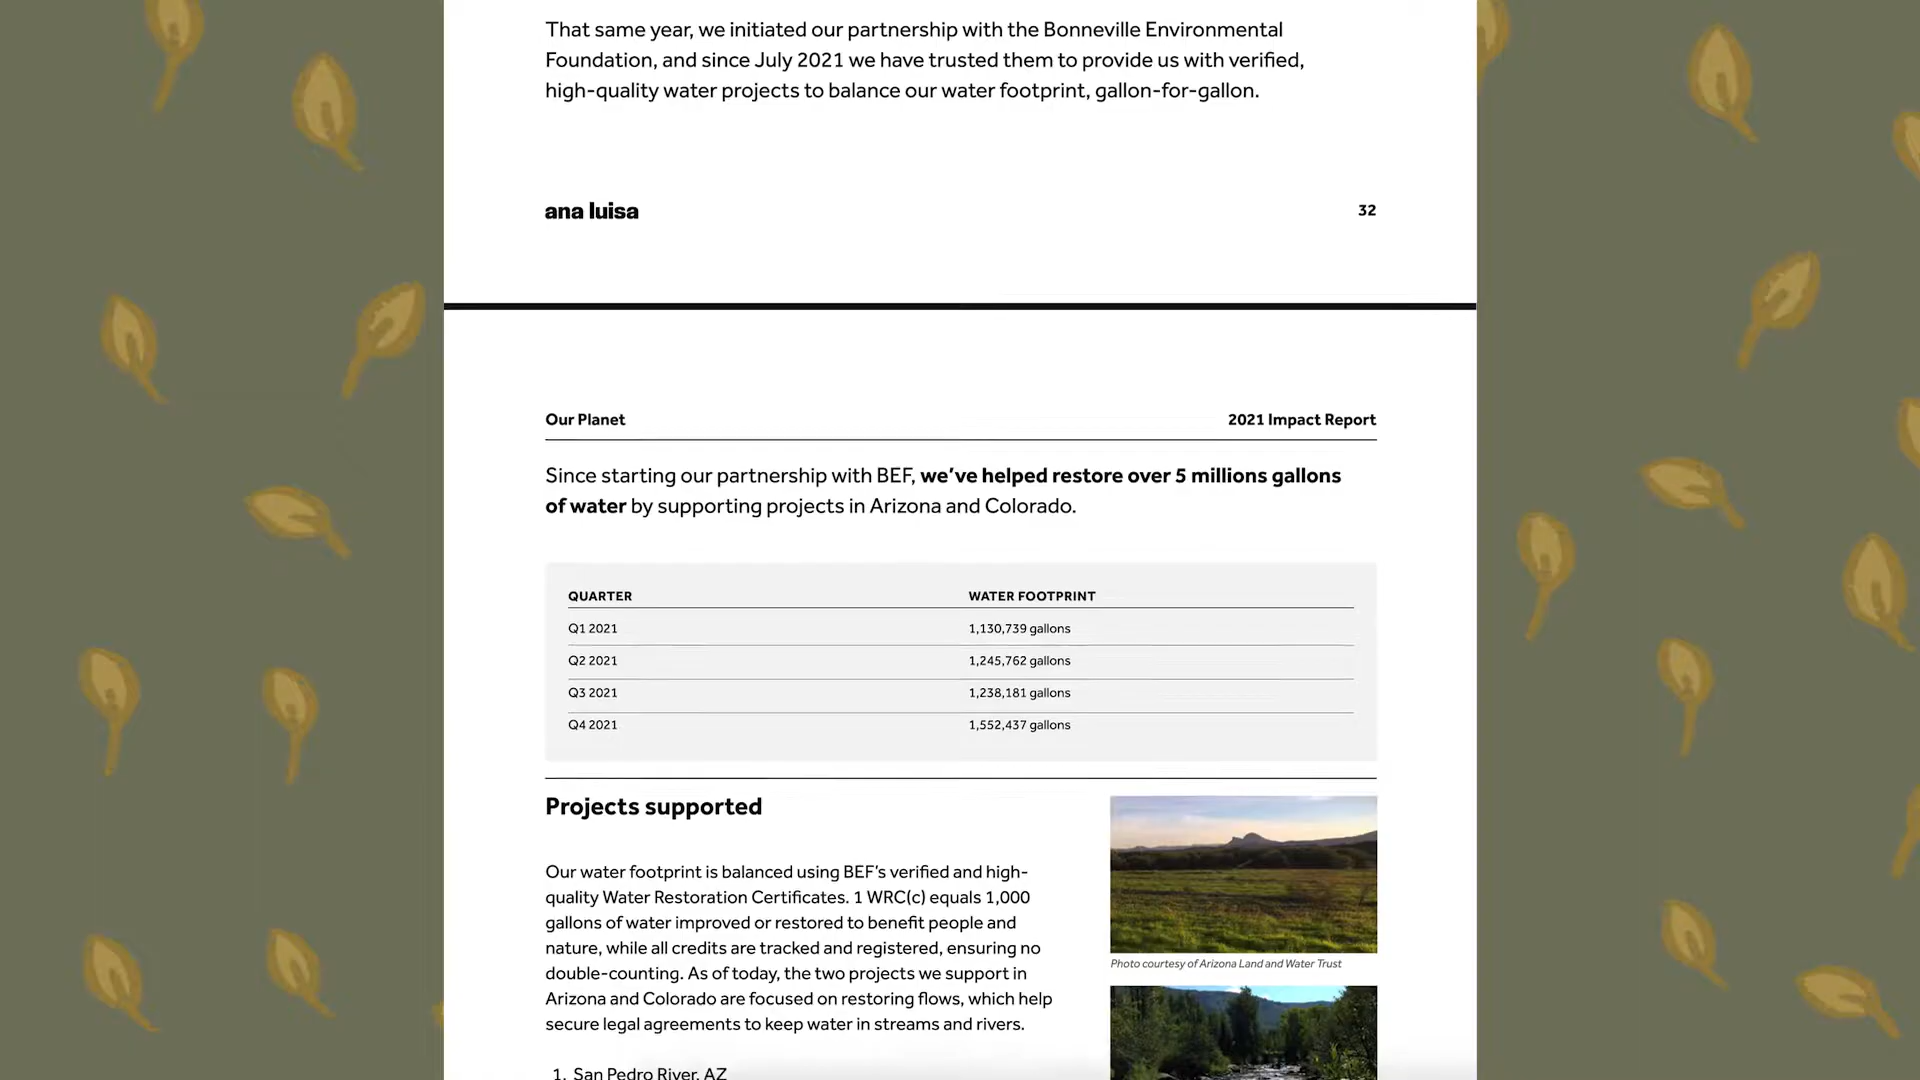 That same year, we initiated our partnership with the Bonneville Environmental
Foundation, and since July 2021 we have trusted them to provide us with verified,
high-quality water projects to balance our water footprint, gallon-for-gallon.
ana luisa 32
Our Planet 2021 Impact Report
Since starting our partnership with BEF, we've helped restore over 5 millions gallons
of water by supporting projects in Arizona and Colorado.
QUARTER WATER FOOTPRINT
Q1 2021 1,130,739 gallons
Q2 2021 1,245,762 gallons
Q3 2021 1,238,181 gallons
Q4 2021 1,552,437 gallons
Projects supported
Our water footprint is balanced using BEF's verified and high-
quality Water Restoration Certificates. 1 WRC(c) equals 1,000
gallons of water improved or restored to benefit people and
nature, while all credits are tracked and registered, ensuring no
double-counting. As of today, the two projects we support in
Arizona and Colorado are focused on restoring flows, which help
secure legal agreements to keep water in streams and rivers.
1. San Pedro River, AZ
Photo courtesy of Arizona Land and Water Trust